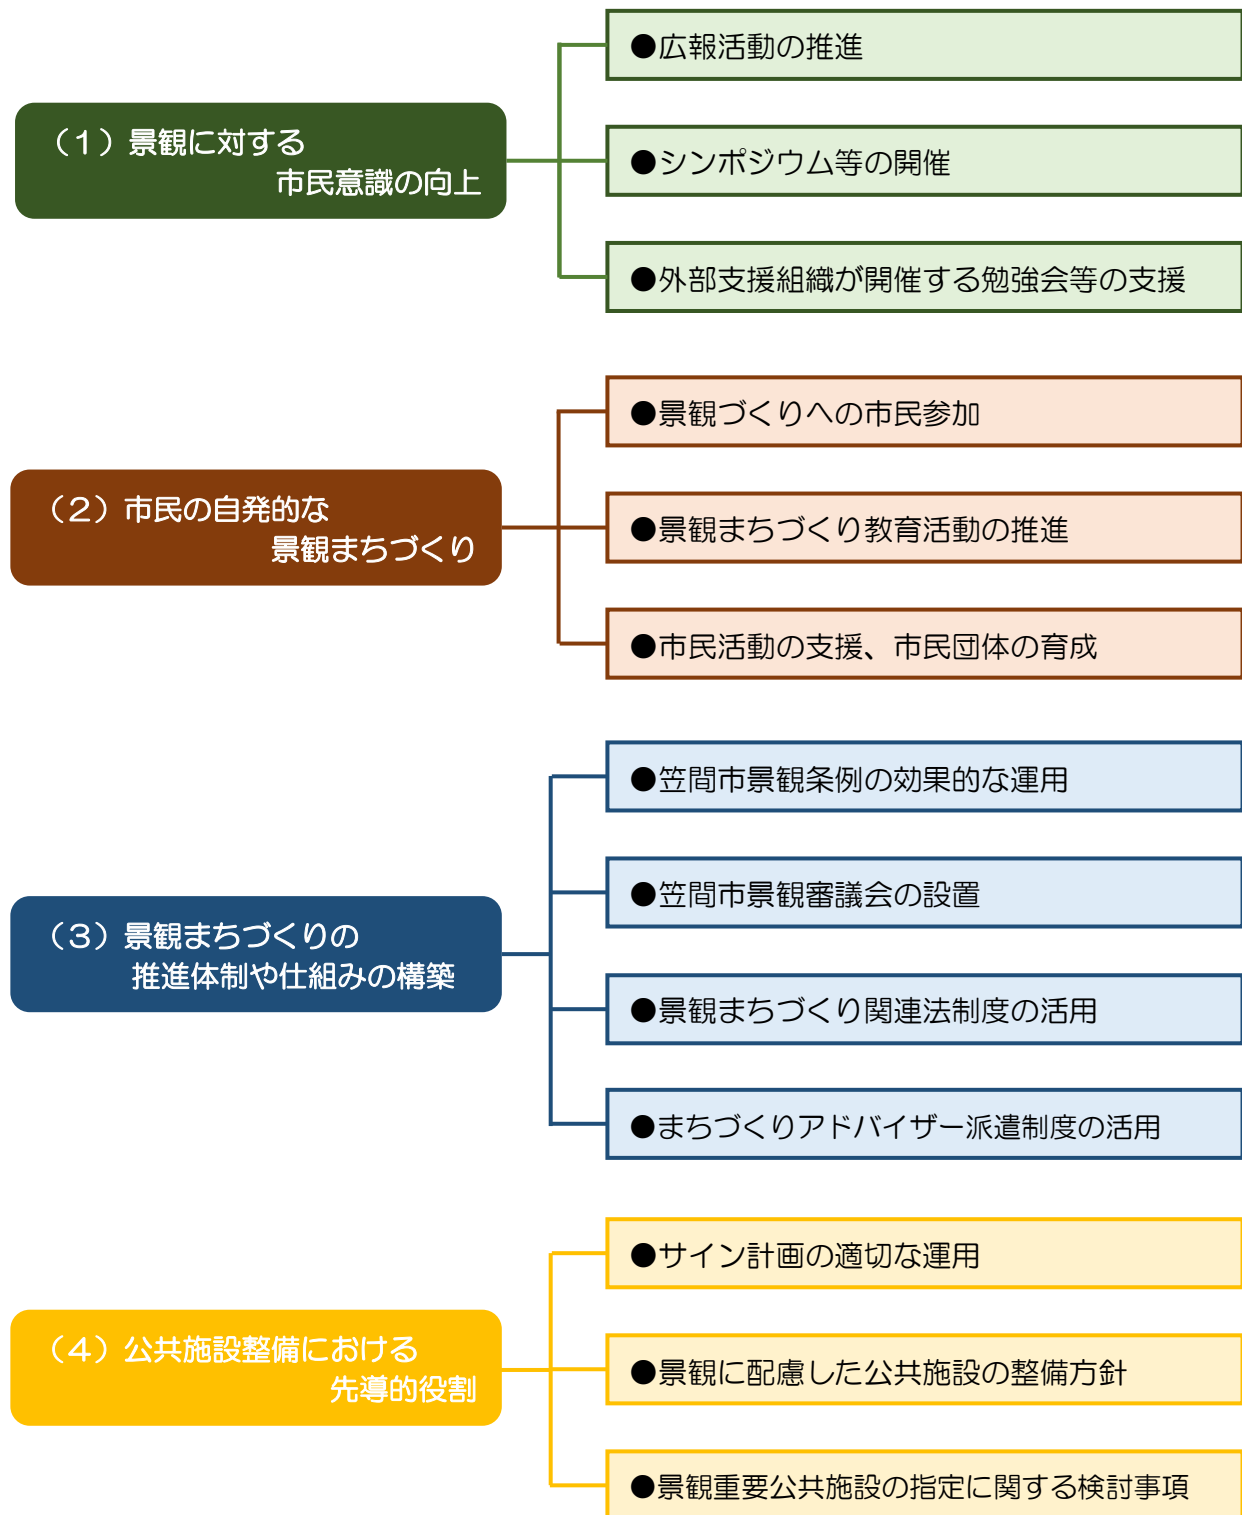 （1）景観に対する
市民意識の向上
●広報活動の推進
●シンポジウム等の開催
●外部支援組織が開催する勉強会等の支援
（2）市民の自発的な
景観まちづくり
●景観づくりへの市民参加
●景観まちづくり教育活動の推進
●市民活動の支援、市民団体の育成
（3）景観まちづくりの
推進体制や仕組みの構築
●笠間市景観条例の効果的な運用
●笠間市景観審議会の設置
●景観まちづくり関連法制度の活用
●まちづくりアドバイザー派遣制度の活用
（4）公共施設整備における
先導的役割
●サイン計画の適切な運用
●景観に配慮した公共施設の整備方針
●景観重要公共施設の指定に関する検討事項